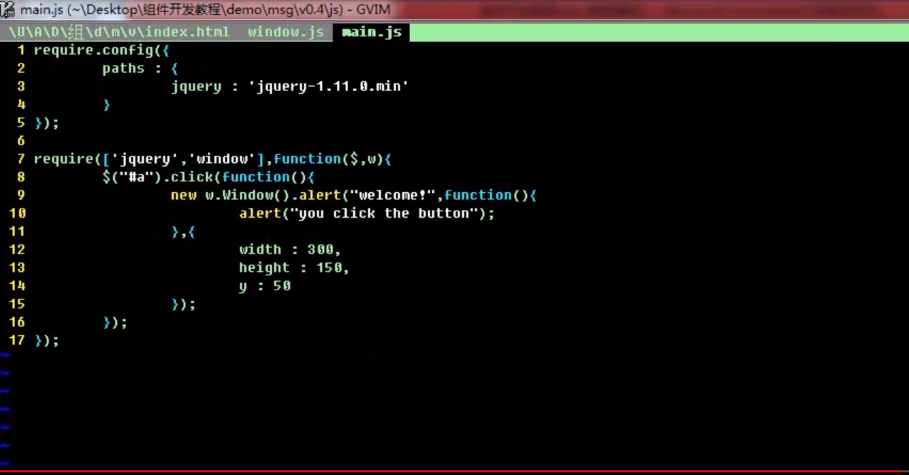 main.js (~\Desktop\组件开发教程\demo\msg\v0.4\js) - GVIM
\U\A\D\组\d\m\v\index.html window.js main.js
1 require.config({
2 paths : {
3 jquery : 'jquery-1.11.0.min'
4 }
5 });
6
7 require(['jquery','window'],function($,w){
8 $("#a").click(function(){
9 new w.Window().alert("welcome!",function(){
10 alert("you click the button");
11 },{
12 width : 300,
13 height : 150,
14 y : 50
15 });
16 });
17 });
~
~
~
~
~
~
~